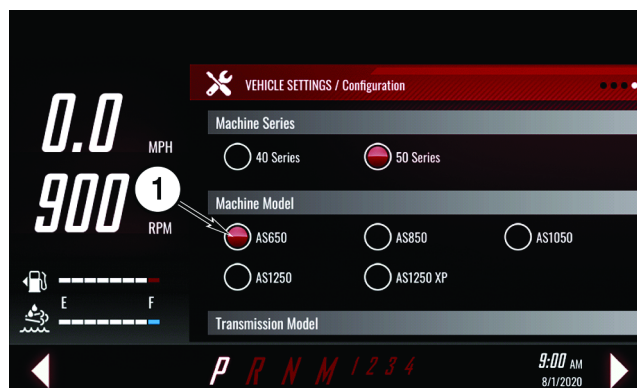 VEHICLE SETTINGS / Configuration
0.0 MPH
Machine Series
40 Series 50 Series
900 RPM
1
Machine Model
AS650 AS850 AS1050
AS1250 AS1250 XP
E F
Transmission Model
P R N M 1 2 3 4
9:00 AM
8/1/2020